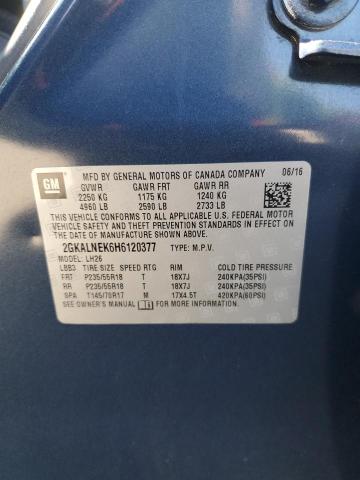 GM
MFD BY GENERAL MOTORS OF CANADA COMPANY 06/16
GVWR GAWR FRT GAWR RR
2250 KG 1175 KG 1240 KG
4960 LB 2590 LB 2733 LB
THIS VEHICLE CONFORMS TO ALL APPLICABLE U.S. FEDERAL MOTOR
VEHICLE SAFETY, BUMPER, AND THEFT PREVENTION STANDARDS
IN EFFECT ON THE DATE OF MANUFACTURE SHOWN ABOVE.
2GKALNEK6H6120377 TYPE: M.P.V.
MODEL: LH26
LBB3 TIRE SIZE SPEED RTG RIM COLD TIRE PRESSURE
FRT P235/55R18 T 18X7J 240KPA(35PSI)
RR P235/55R18 T 18X7J 240KPA(35PSI)
SPA T145/70R17 M 17X4.5T 420KPA(60PSI)
SEE OWNER'S MANUAL FOR MORE INFORMATION